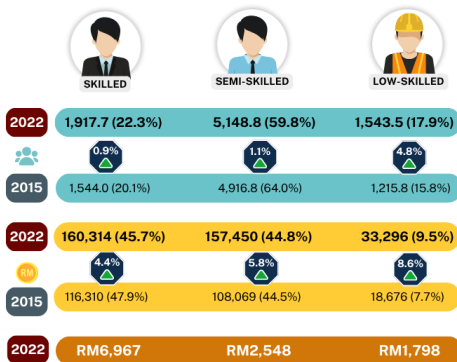 SKILLED SEMI-SKILLED LOW-SKILLED
2022 1,917.7 (22.3%) 5,148.8 (59.8%) 1,543.5 (17.9%)
0.9% 1.1% 4.8%
2015 1,544.0 (20.1%) 4,916.8 (64.0%) 1,215.8 (15.8%)
2022 160,314 (45.7%) 157,450 (44.8%) 33,296 (9.5%)
RM 4.4% 5.8% 8.6%
2015 116,310 (47.9%) 108,069 (44.5%) 18,676 (7.7%)
2022 RM6,967 RM2,548 RM1,798